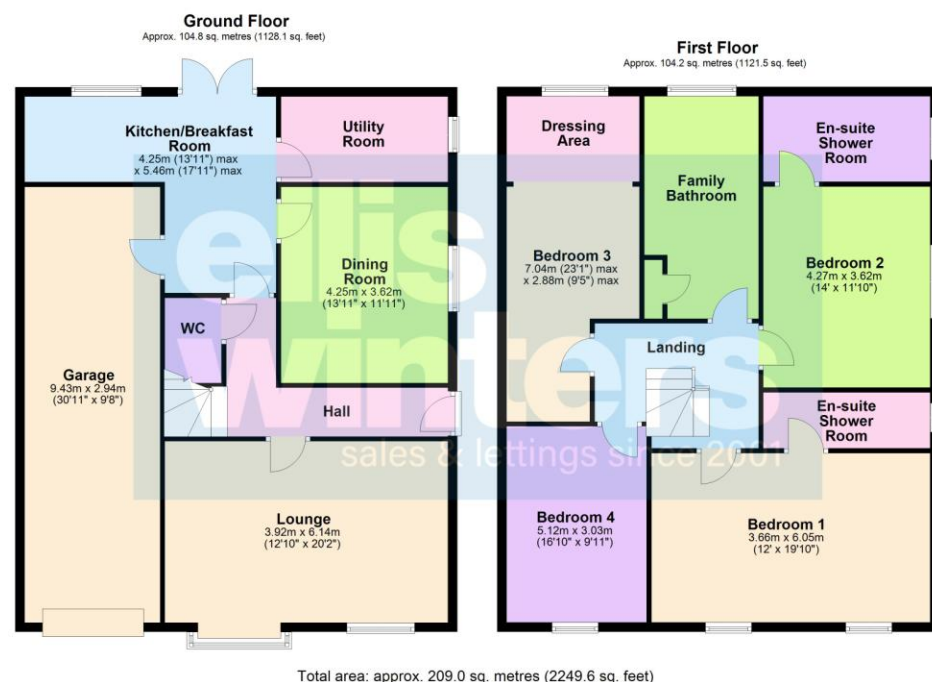 Ground Floor
Approx. 104.8 sq. metres (1128.1 sq. feet)
Kitchen/Breakfast
Room
4.25m (13'11") max
x 5.46m (17'11") max
Utility
Room
Dining
Room
4.25m x 3.62m
(13'11" x 11'11")
WC
Garage
9.43m x 2.94m
(30'11" x 9'8")
Hall
Lounge
3.92m x 6.14m
(12'10" x 20'2")
First Floor
Approx. 104.2 sq. metres (1121.5 sq. feet)
Dressing
Area
En-suite
Shower
Room
Family
Bathroom
Bedroom 3
7.04m (23'1") max
x 2.88m (9'5") max
Bedroom 2
4.27m x 3.62m
(14' x 11'10")
Landing
En-suite
Shower
Room
Bedroom 4
5.12m x 3.03m
(16'10" x 9'11")
Bedroom 1
3.66m x 6.05m
(12' x 19'10")
ellis
winters
sales & lettings since 2001
Total area: approx. 209.0 sq. metres (2249.6 sq. feet)